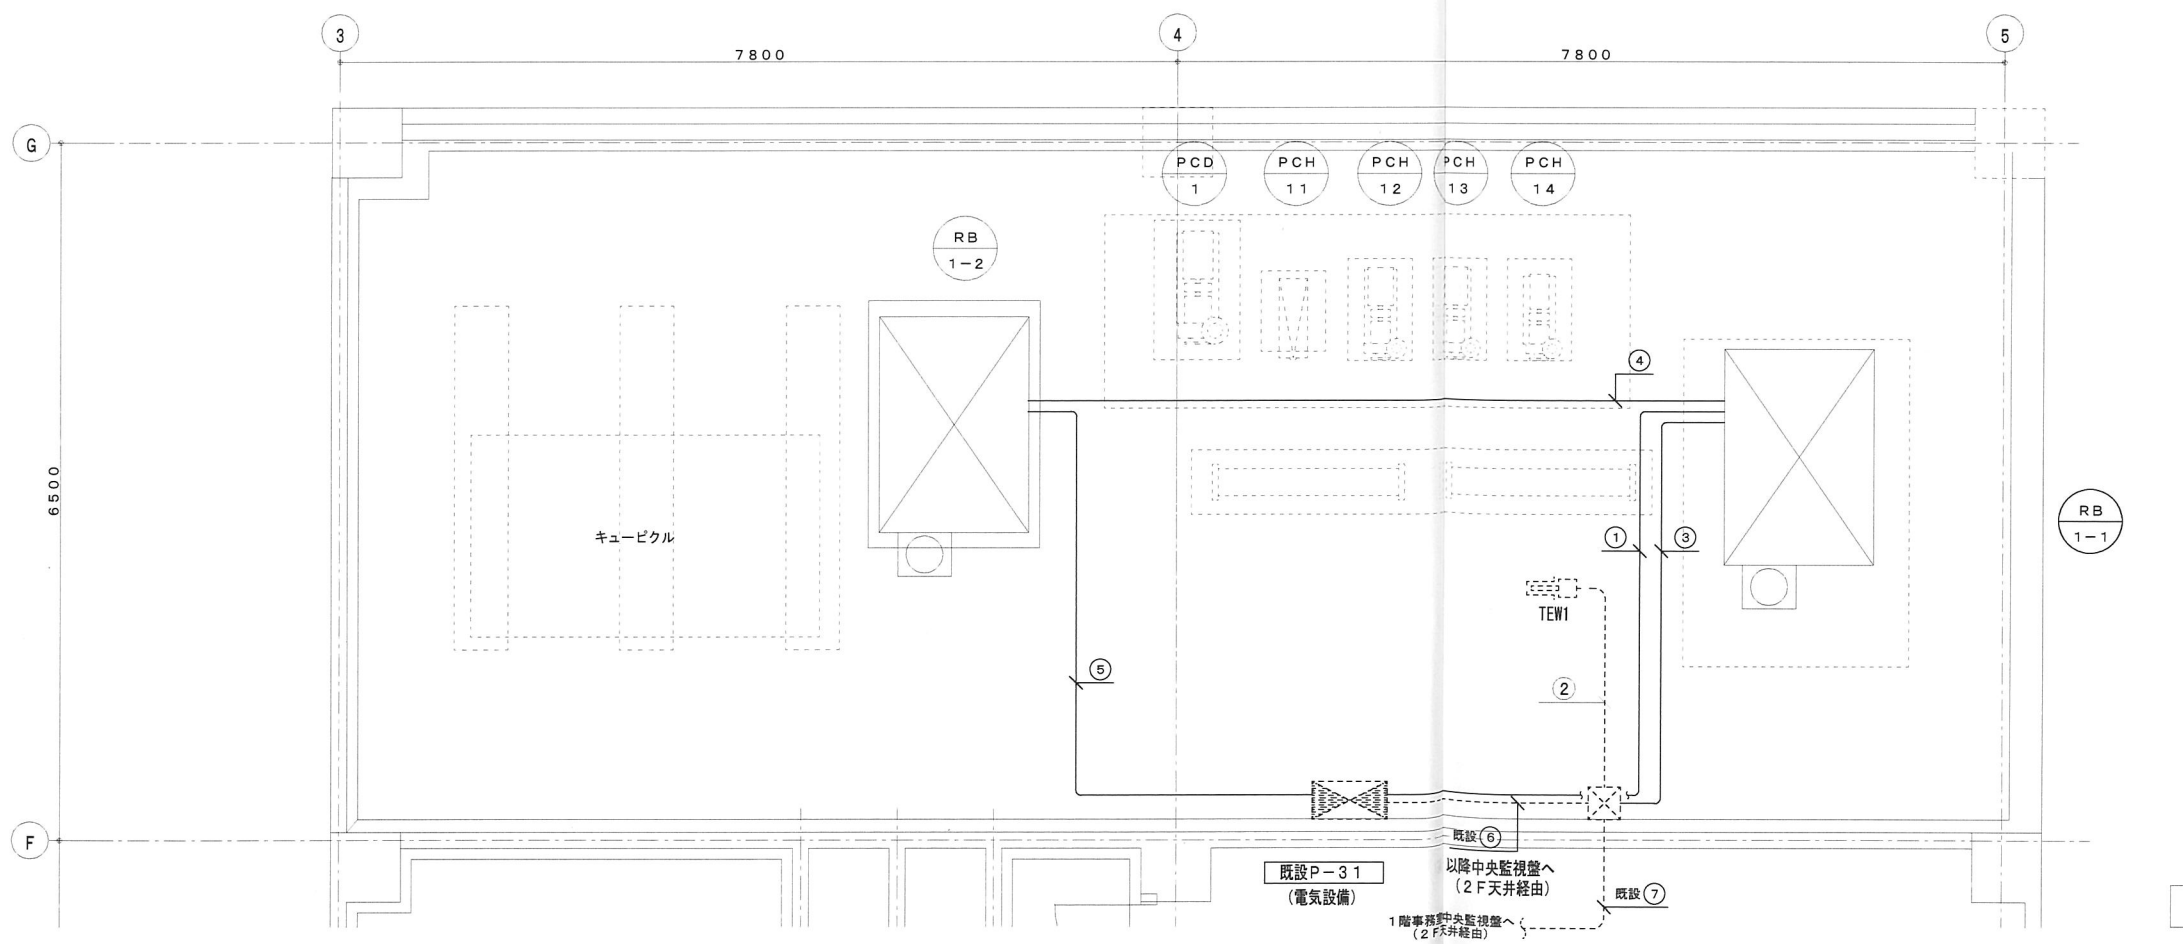 3
4
5
7800
7800
G
PCD
1
PCH
11
PCH
12
PCH
13
PCH
14
RB
1-2
④
6500
キュービクル
①
③
RB
1-1
TEW1
⑤
②
F
既設⑥
既設P-31
(電気設備)
以降中央監視盤へ
(2F天井経由)
既設⑦
1階事務室中央監視盤へ
(2F天井経由)